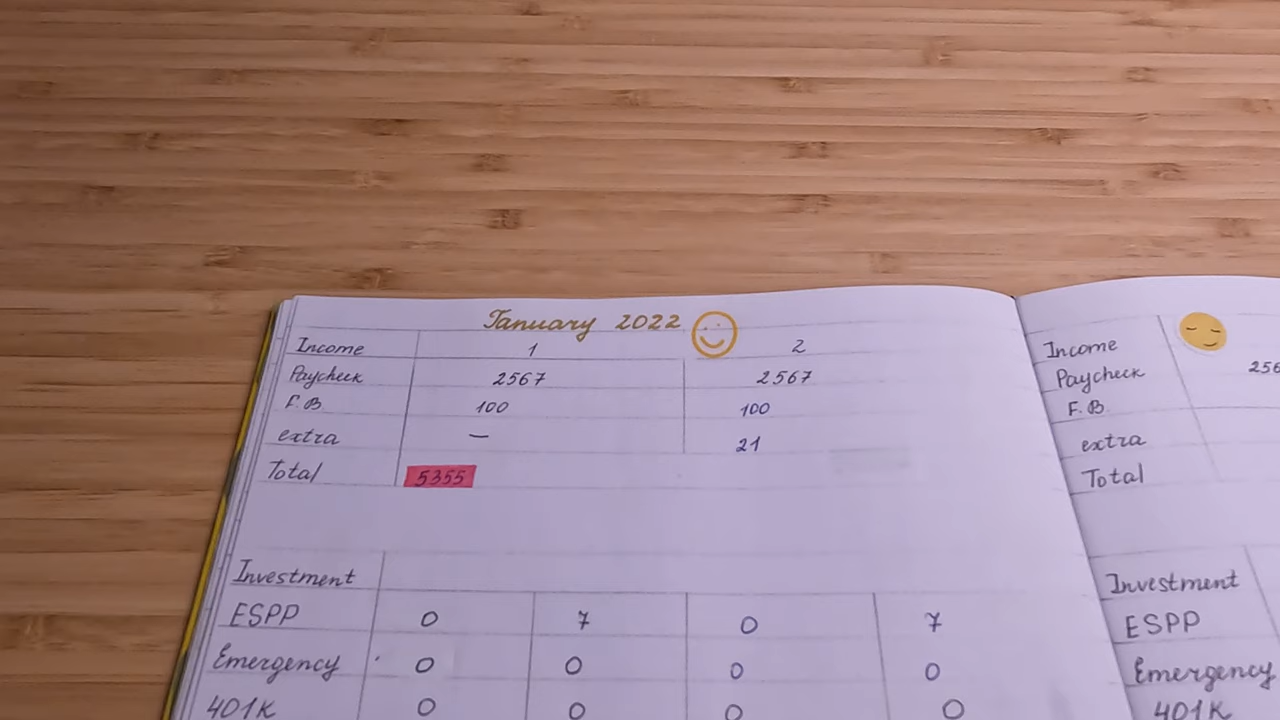 January 2022
Income 1 2
Paycheck 2567 2567
F.B. 100 100
extra — 21
Total 5355
Investment
ESPP 0 7 0 7
Emergency 0 0 0 0
401K 0 0 0 0
Income
Paycheck 256
F.B.
extra
Total
Investment
ESPP
Emergency
401K